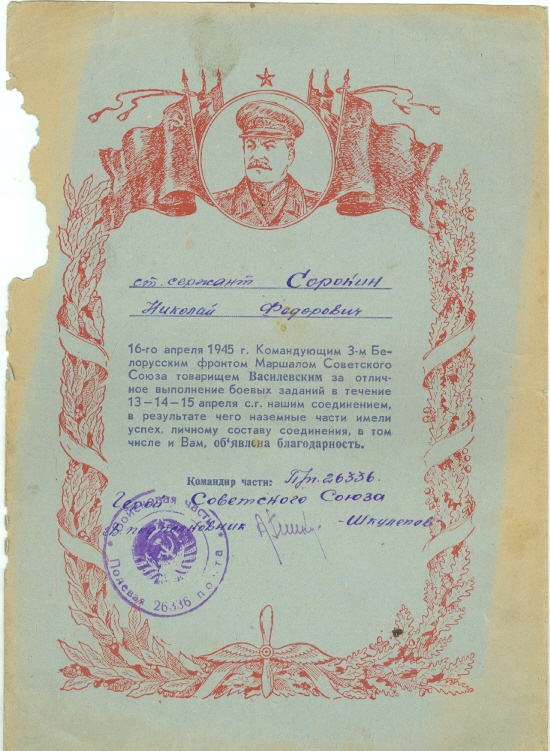 ст. сержант Сорокин
Николай Федорович
16-го апреля 1945 г. Командующим 3-м Бе-
лорусским фронтом Маршалом Советского
Союза товарищем Василевским за отлич-
ное выполнение боевых заданий в течение
13—14—15 апреля с.г. нашим соединением,
в результате чего наземные части имели
успех, личному составу соединения, в том
числе и Вам, об‘явлена благодарность.
Командир части: П/п. 26336.
Герой Советского Союза
подполковник -Шкулепов-
* Войсковая часть *
Полевая 26336 почта